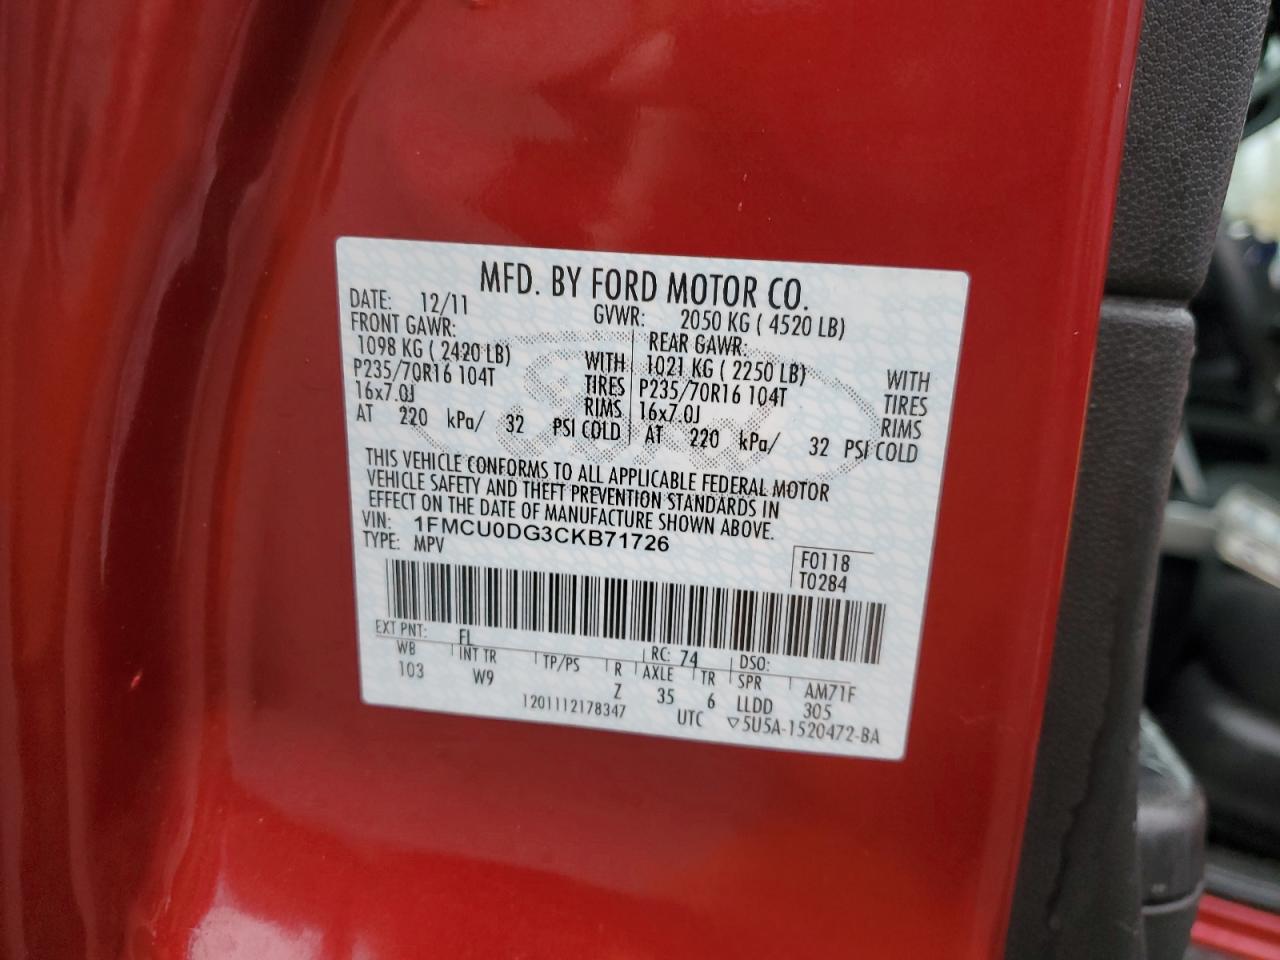 MFD. BY FORD MOTOR CO.
DATE: 12/11 GVWR: 2050 KG ( 4520 LB)
FRONT GAWR: REAR GAWR:
1098 KG ( 2420 LB) WITH 1021 KG ( 2250 LB) WITH
P235/70R16 104T TIRES P235/70R16 104T TIRES
16x7.0J RIMS 16x7.0J RIMS
AT 220 kPa/ 32 PSI COLD AT 220 kPa/ 32 PSI COLD
THIS VEHICLE CONFORMS TO ALL APPLICABLE FEDERAL MOTOR
VEHICLE SAFETY AND THEFT PREVENTION STANDARDS IN
EFFECT ON THE DATE OF MANUFACTURE SHOWN ABOVE.
VIN: 1FMCU0DG3CKB71726
TYPE: MPV
F0118
T0284
EXT PNT: FL RC: 74 DSO:
WB INT TR TP/PS R AXLE TR SPR AM71F
103 W9 Z 35 6 LLDD 305
1201112178347 UTC ▽5U5A-1520472-BA